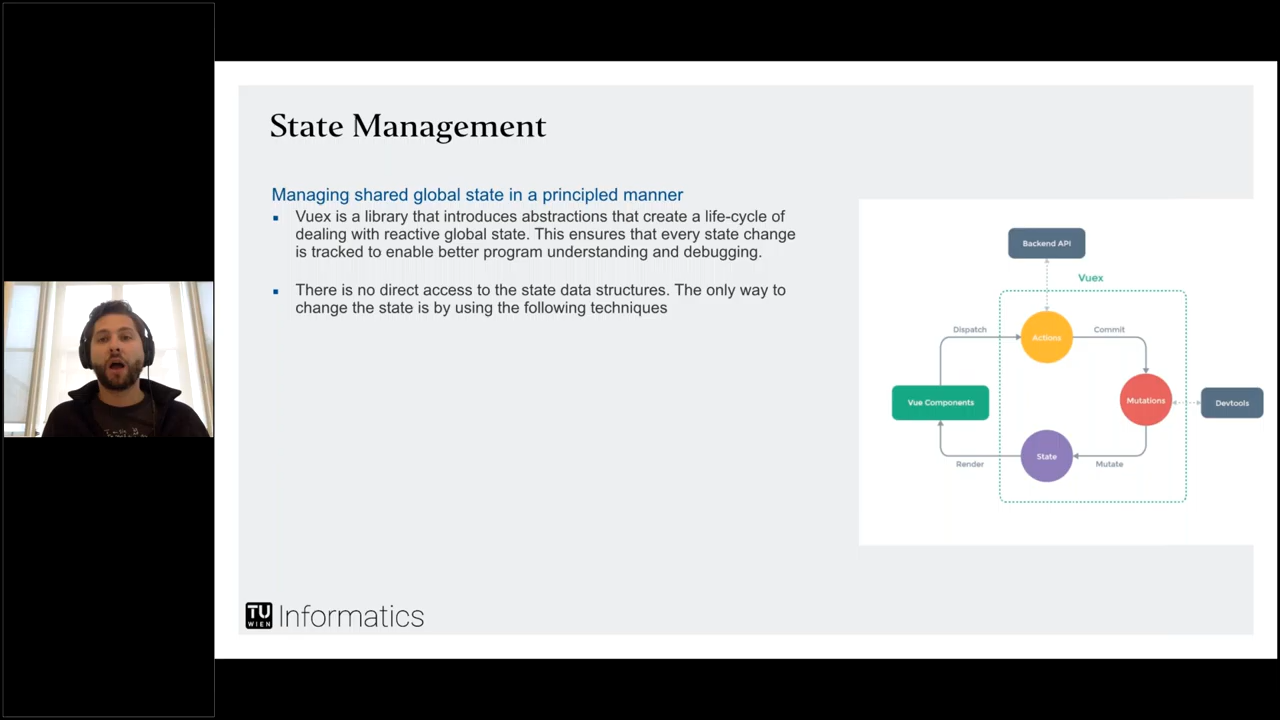 State Management
Managing shared global state in a principled manner
Vuex is a library that introduces abstractions that create a life-cycle of
dealing with reactive global state. This ensures that every state change
is tracked to enable better program understanding and debugging.
There is no direct access to the state data structures. The only way to
change the state is by using the following techniques
Backend API
Vuex
Dispatch
Actions
Commit
Vue Components
Mutations
Devtools
State
Render
Mutate
TU
WIEN
Informatics